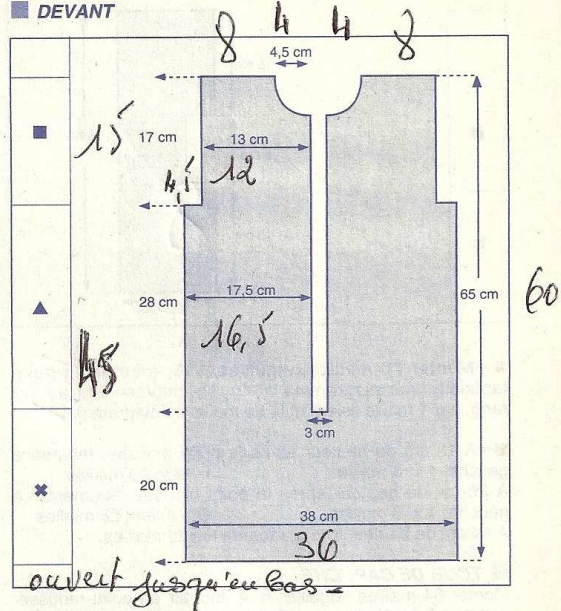 DEVANT
8 4 4 8
4,5 cm
15
17 cm
13 cm
12
4,5
17,5 cm
28 cm
65 cm
60
16,5
45
3 cm
20 cm
38 cm
36
ouvert jusqu'en bas -